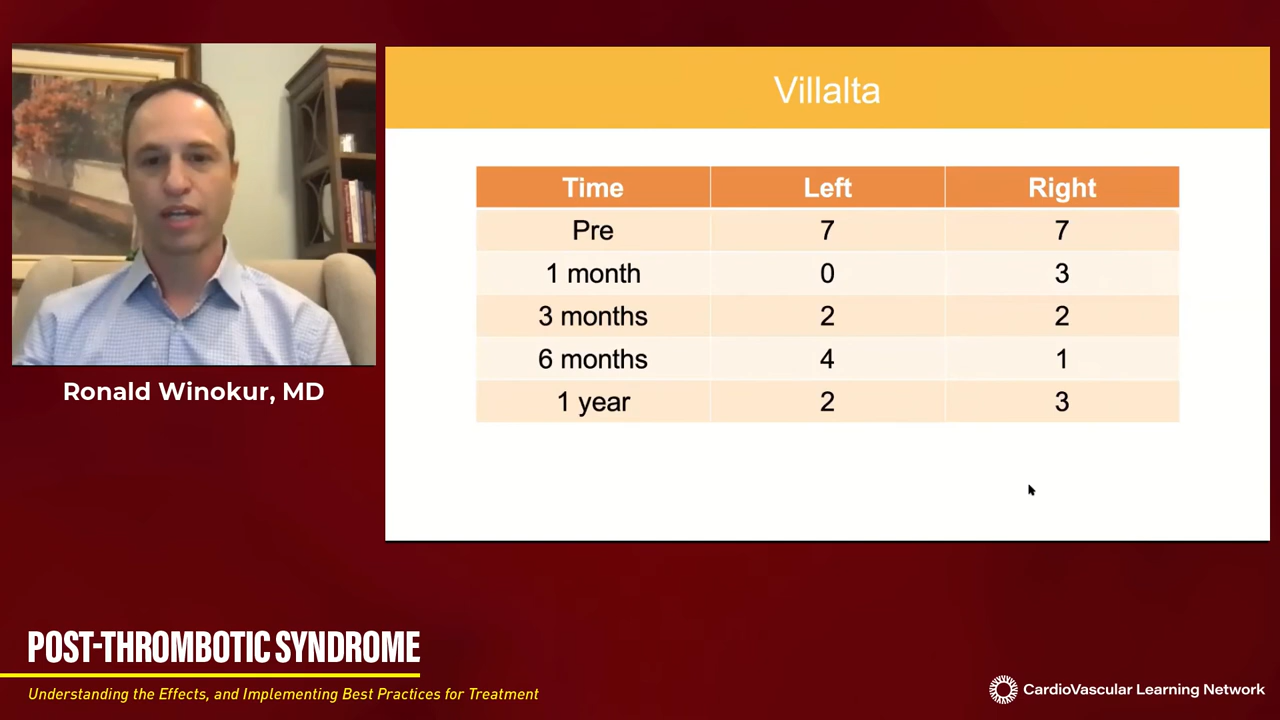 Villalta
Time Left Right
Pre 7 7
1 month 0 3
3 months 2 2
6 months 4 1
1 year 2 3
Ronald Winokur, MD
POST-THROMBOTIC SYNDROME
Understanding the Effects, and Implementing Best Practices for Treatment
CardioVascular Learning Network